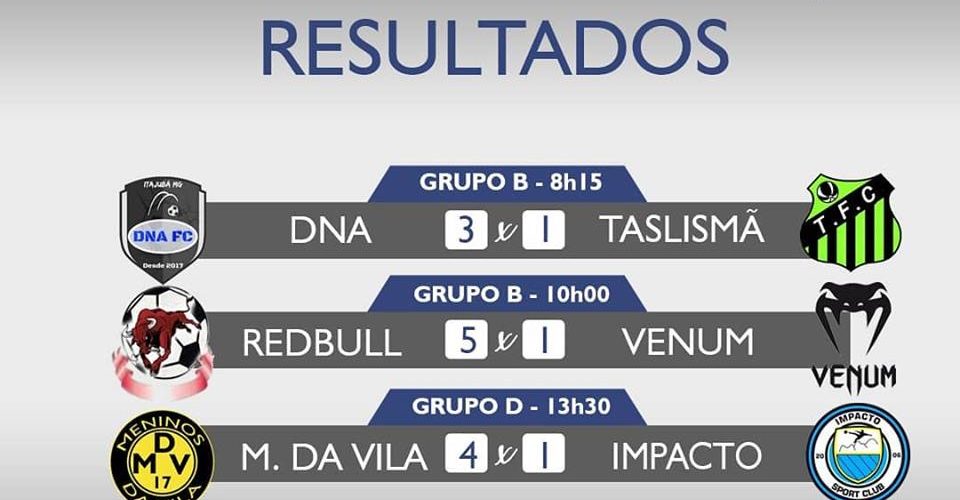 RESULTADOS
GRUPO B - 8h15
ITAJUBÁ MG
DNA FC
Desde 2017
DNA 3 x 1 TASLISMÃ
T.F.C
GRUPO B - 10h00
REDBULL 5 x 1 VENUM
VENUM
GRUPO D - 13h30
MENINOS
D
M V
17
DA VILA
M. DA VILA 4 x 1 IMPACTO
IMPACTO
20 06
SPORT CLUB